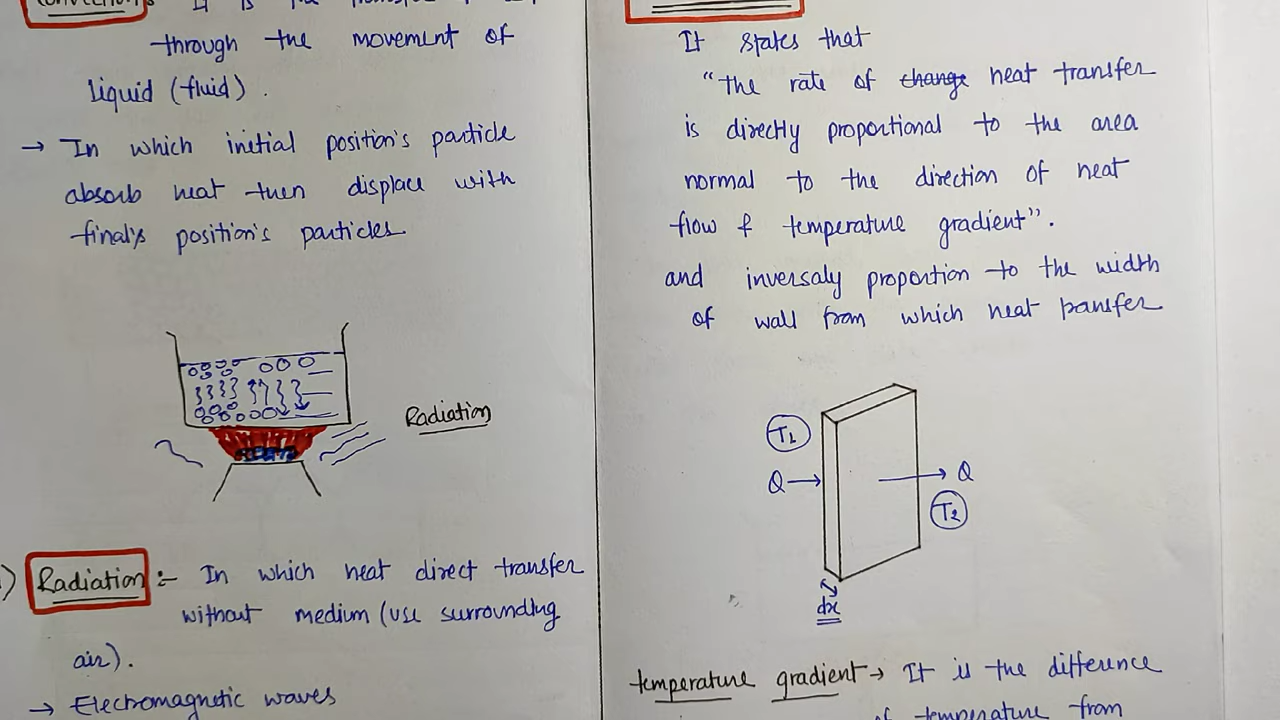 through the movement of
liquid (fluid).
→ In which initial position's particle
absorb heat then displace with
final's position's particles
Radiation
Radiation :- In which heat direct transfer
without medium (use surrounding
air).
→ Electromagnetic waves
It states that
"the rate of change heat transfer
is directly proportional to the area
normal to the direction of heat
flow & temperature gradient".
and inversaly proportion to the width
of wall from which heat transfer
T1
Q → → Q
T2
dx
temperature gradient → It is the difference
of temperature from